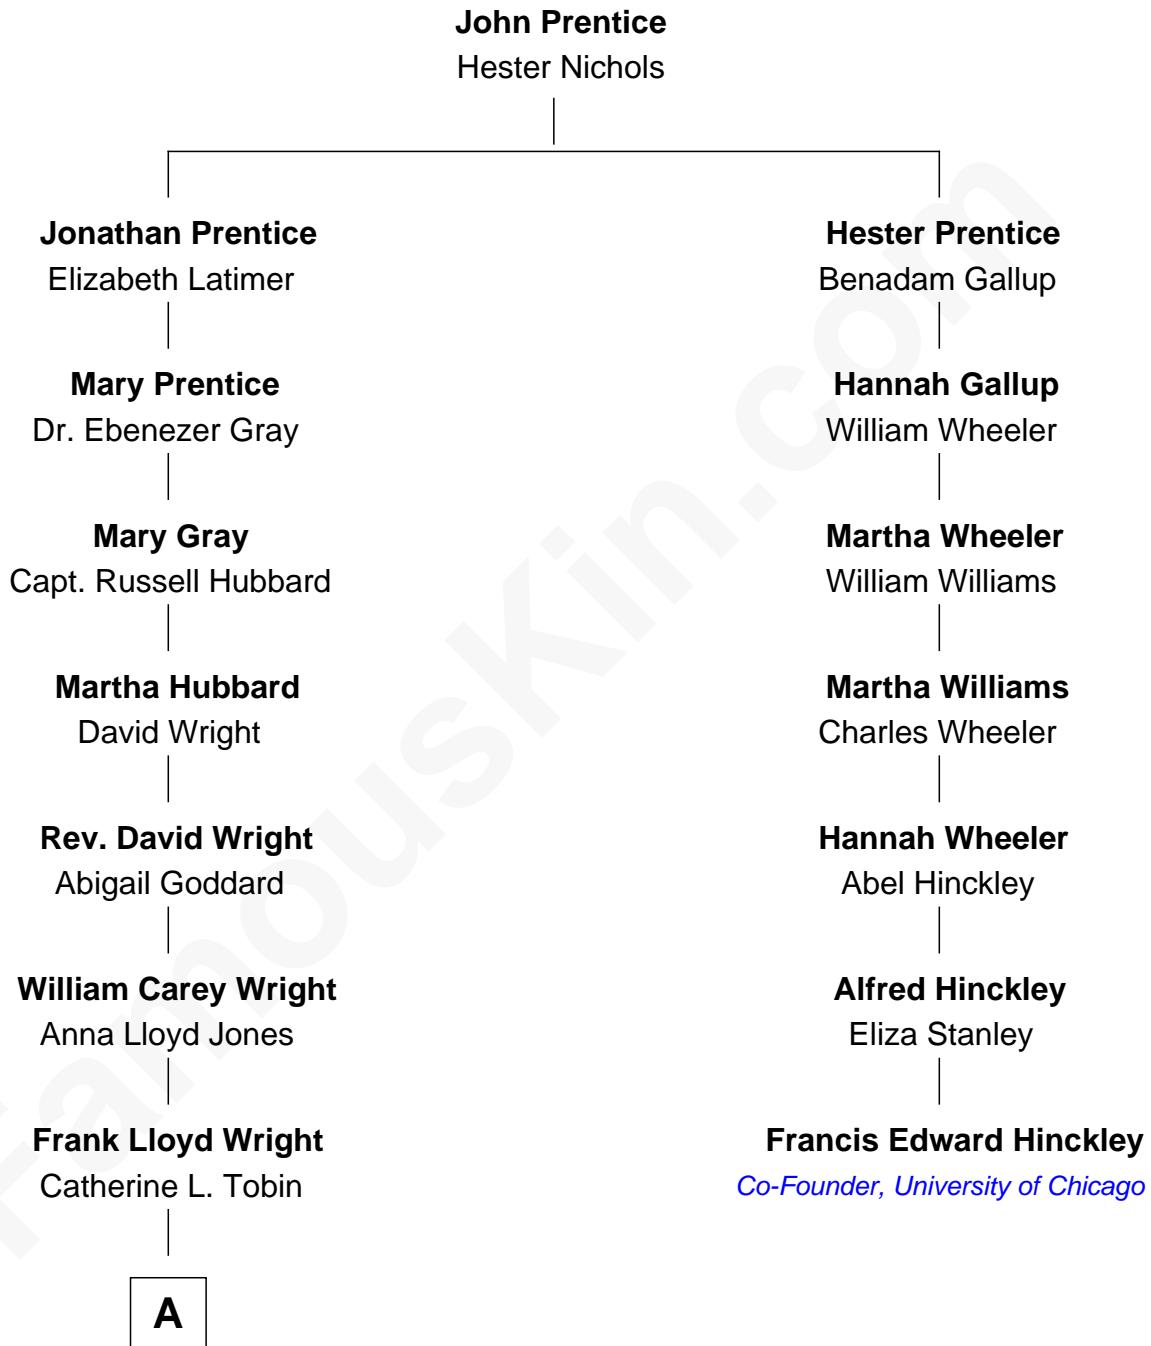 John Prentice
Hester Nichols
Jonathan Prentice
Elizabeth Latimer
Hester Prentice
Benadam Gallup
Mary Prentice
Dr. Ebenezer Gray
Hannah Gallup
William Wheeler
Mary Gray
Capt. Russell Hubbard
Martha Wheeler
William Williams
Martha Hubbard
David Wright
Martha Williams
Charles Wheeler
Rev. David Wright
Abigail Goddard
Hannah Wheeler
Abel Hinckley
William Carey Wright
Anna Lloyd Jones
Alfred Hinckley
Eliza Stanley
Frank Lloyd Wright
Catherine L. Tobin
Francis Edward Hinckley
Co-Founder, University of Chicago
A
FamousKin.com